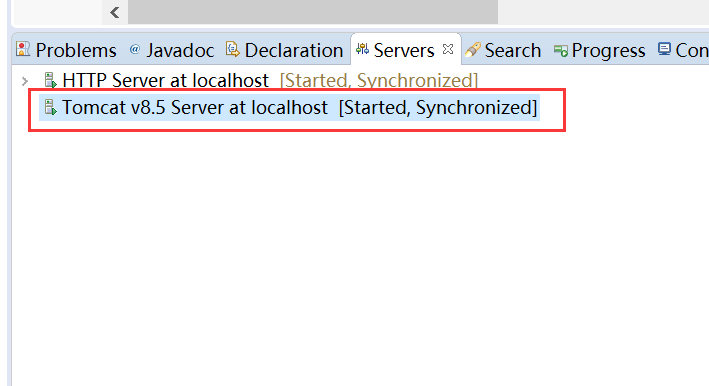 Problems @ Javadoc Declaration Servers Search Progress Con
HTTP Server at localhost [Started, Synchronized]
Tomcat v8.5 Server at localhost [Started, Synchronized]